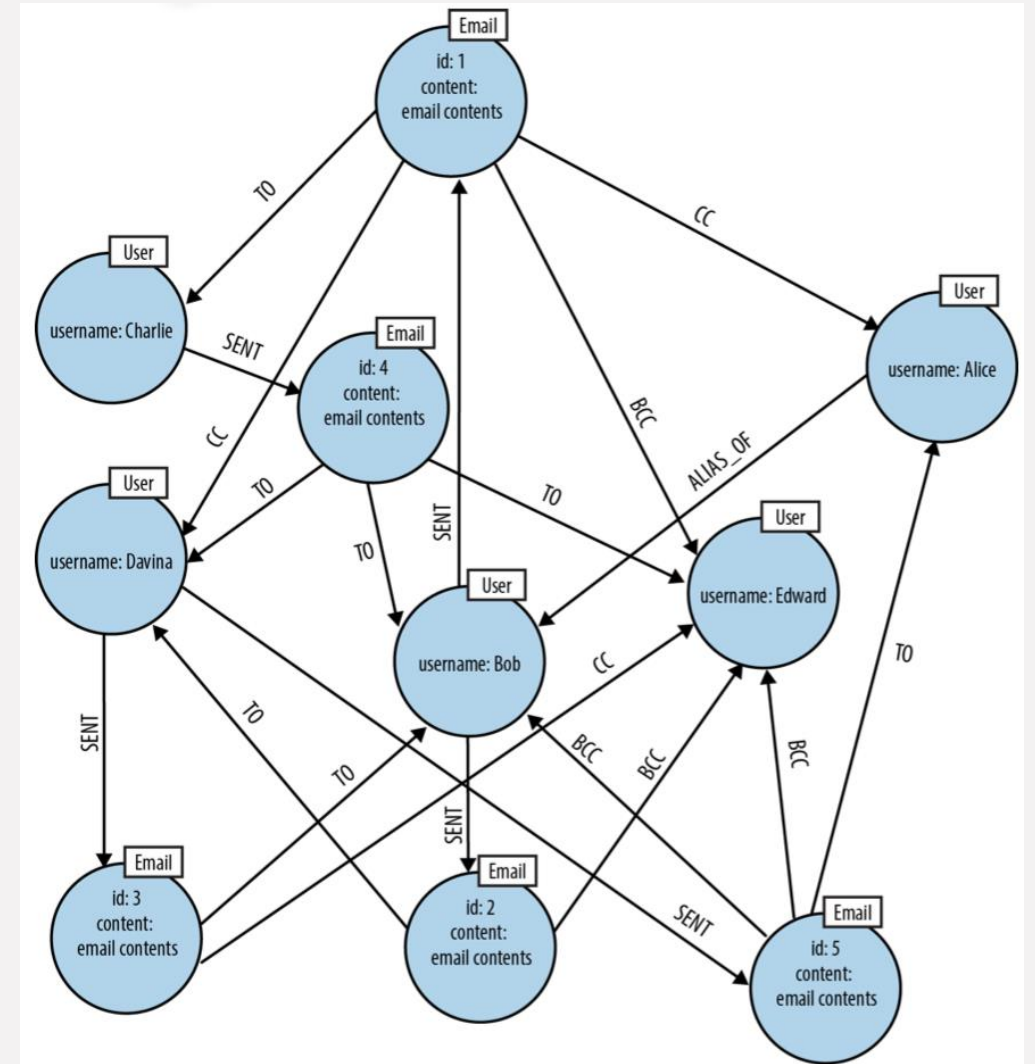 Email
id: 1
content:
email contents
TO
CC
User
username: Charlie
SENT
Email
id: 4
content:
email contents
CC
BCC
User
username: Alice
ALIAS_OF
TO
TO
TO
SENT
User
username: Davina
User
username: Edward
User
username: Bob
CC
TO
SENT
TO
TO
BCC
BCC
BCC
SENT
SENT
Email
id: 3
content:
email contents
Email
id: 2
content:
email contents
Email
id: 5
content:
email contents